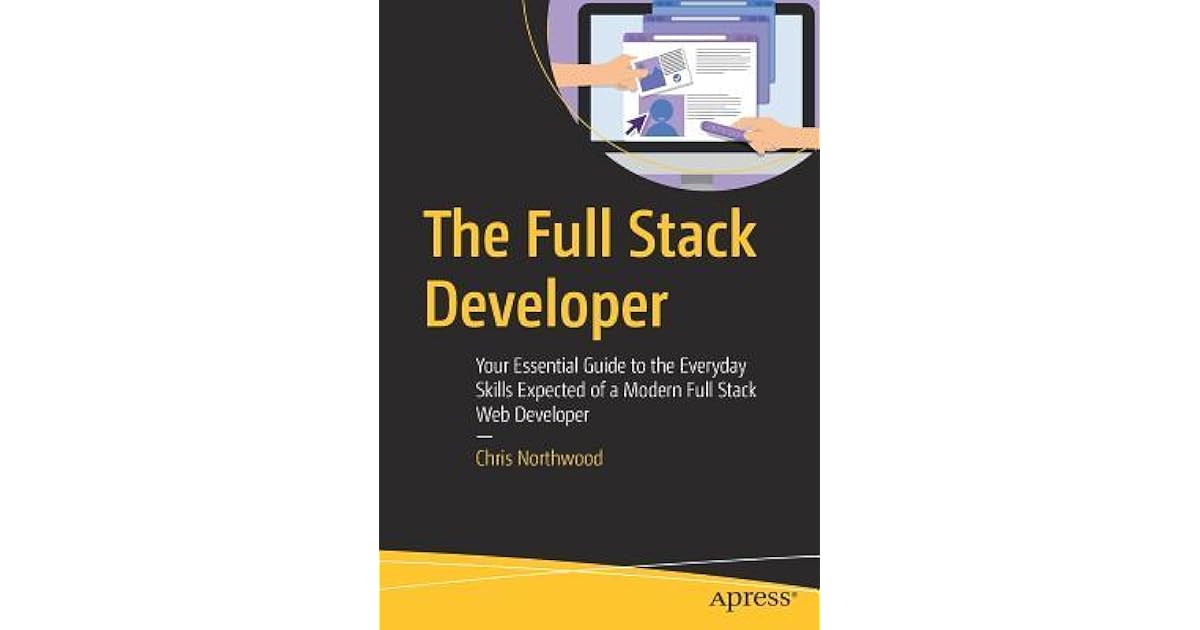 The Full Stack
Developer
Your Essential Guide to the Everyday
Skills Expected of a Modern Full Stack
Web Developer
—
Chris Northwood
Apress®